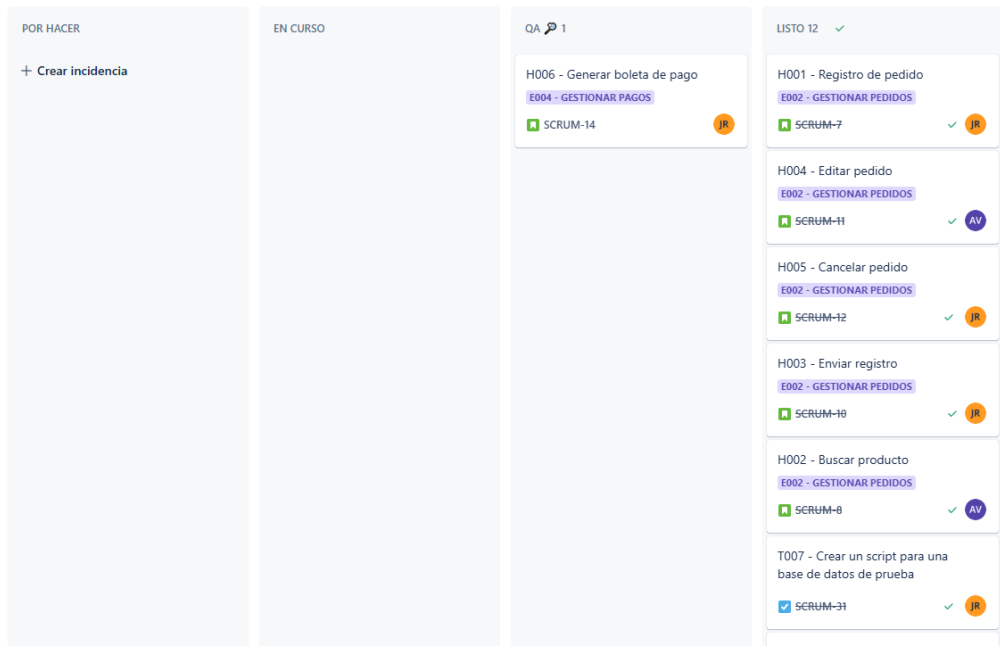 POR HACER
+ Crear incidencia
EN CURSO
QA 1
H006 - Generar boleta de pago
E004 - GESTIONAR PAGOS
SCRUM-14
JR
LISTO 12
H001 - Registro de pedido
E002 - GESTIONAR PEDIDOS
SCRUM-7
JR
H004 - Editar pedido
E002 - GESTIONAR PEDIDOS
SCRUM-11
AV
H005 - Cancelar pedido
E002 - GESTIONAR PEDIDOS
SCRUM-12
JR
H003 - Enviar registro
E002 - GESTIONAR PEDIDOS
SCRUM-10
JR
H002 - Buscar producto
E002 - GESTIONAR PEDIDOS
SCRUM-8
AV
T007 - Crear un script para una
base de datos de prueba
SCRUM-31
JR